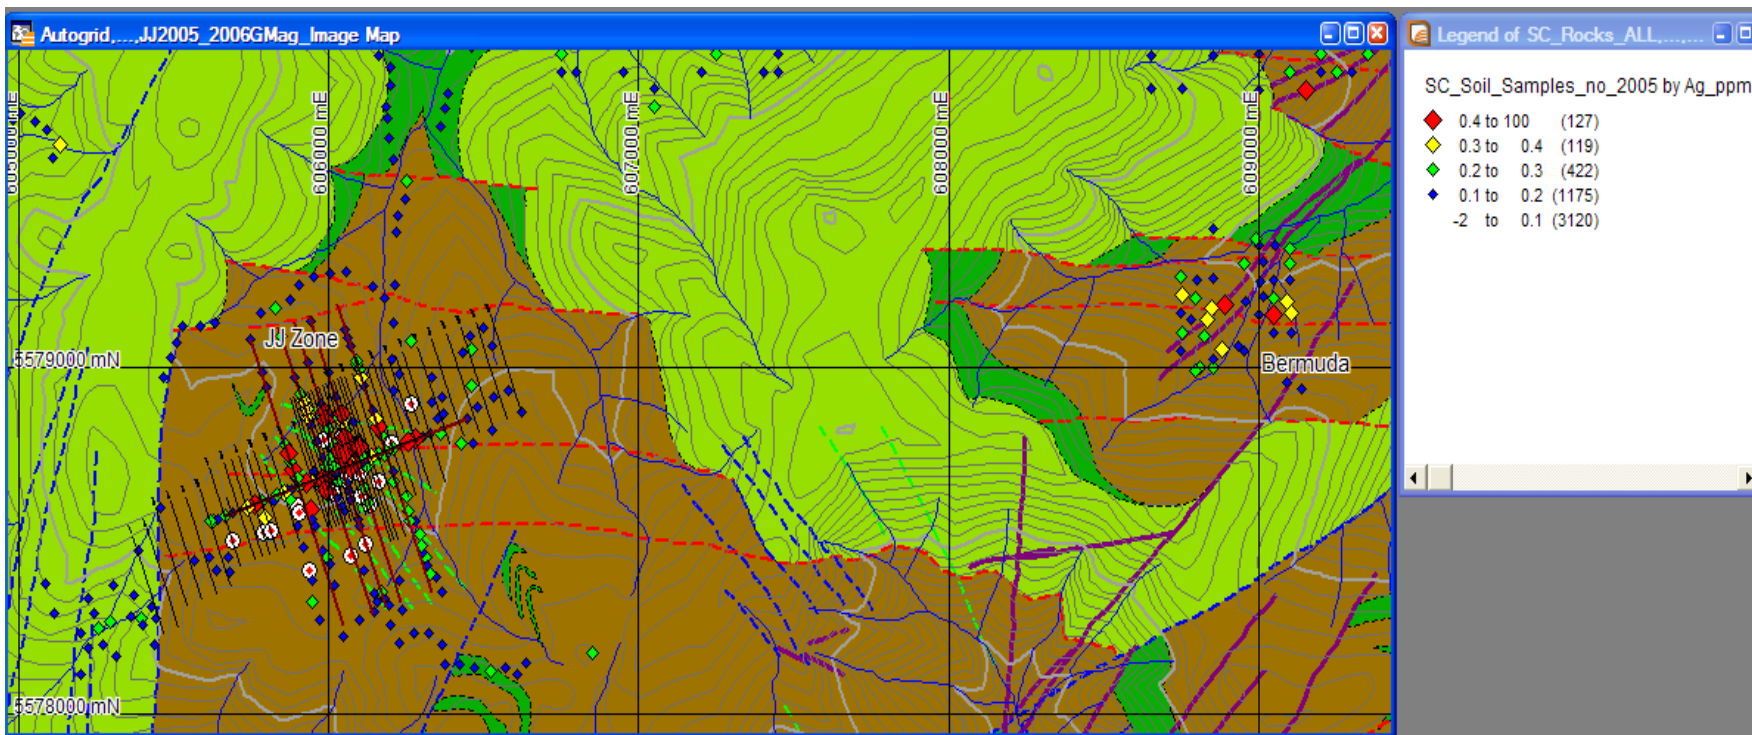 Autogrid,...,JJ2005_2006GMag_Image Map
Legend of SC_Rocks_ALL,...,...
SC_Soil_Samples_no_2005 by Ag_ppm
0.4 to 100 (127)
0.3 to 0.4 (119)
0.2 to 0.3 (422)
0.1 to 0.2 (1175)
-2 to 0.1 (3120)
605000 mE
606000 mE
607000 mE
608000 mE
609000 mE
JJ Zone
5579000 mN
Bermuda
5578000 mN